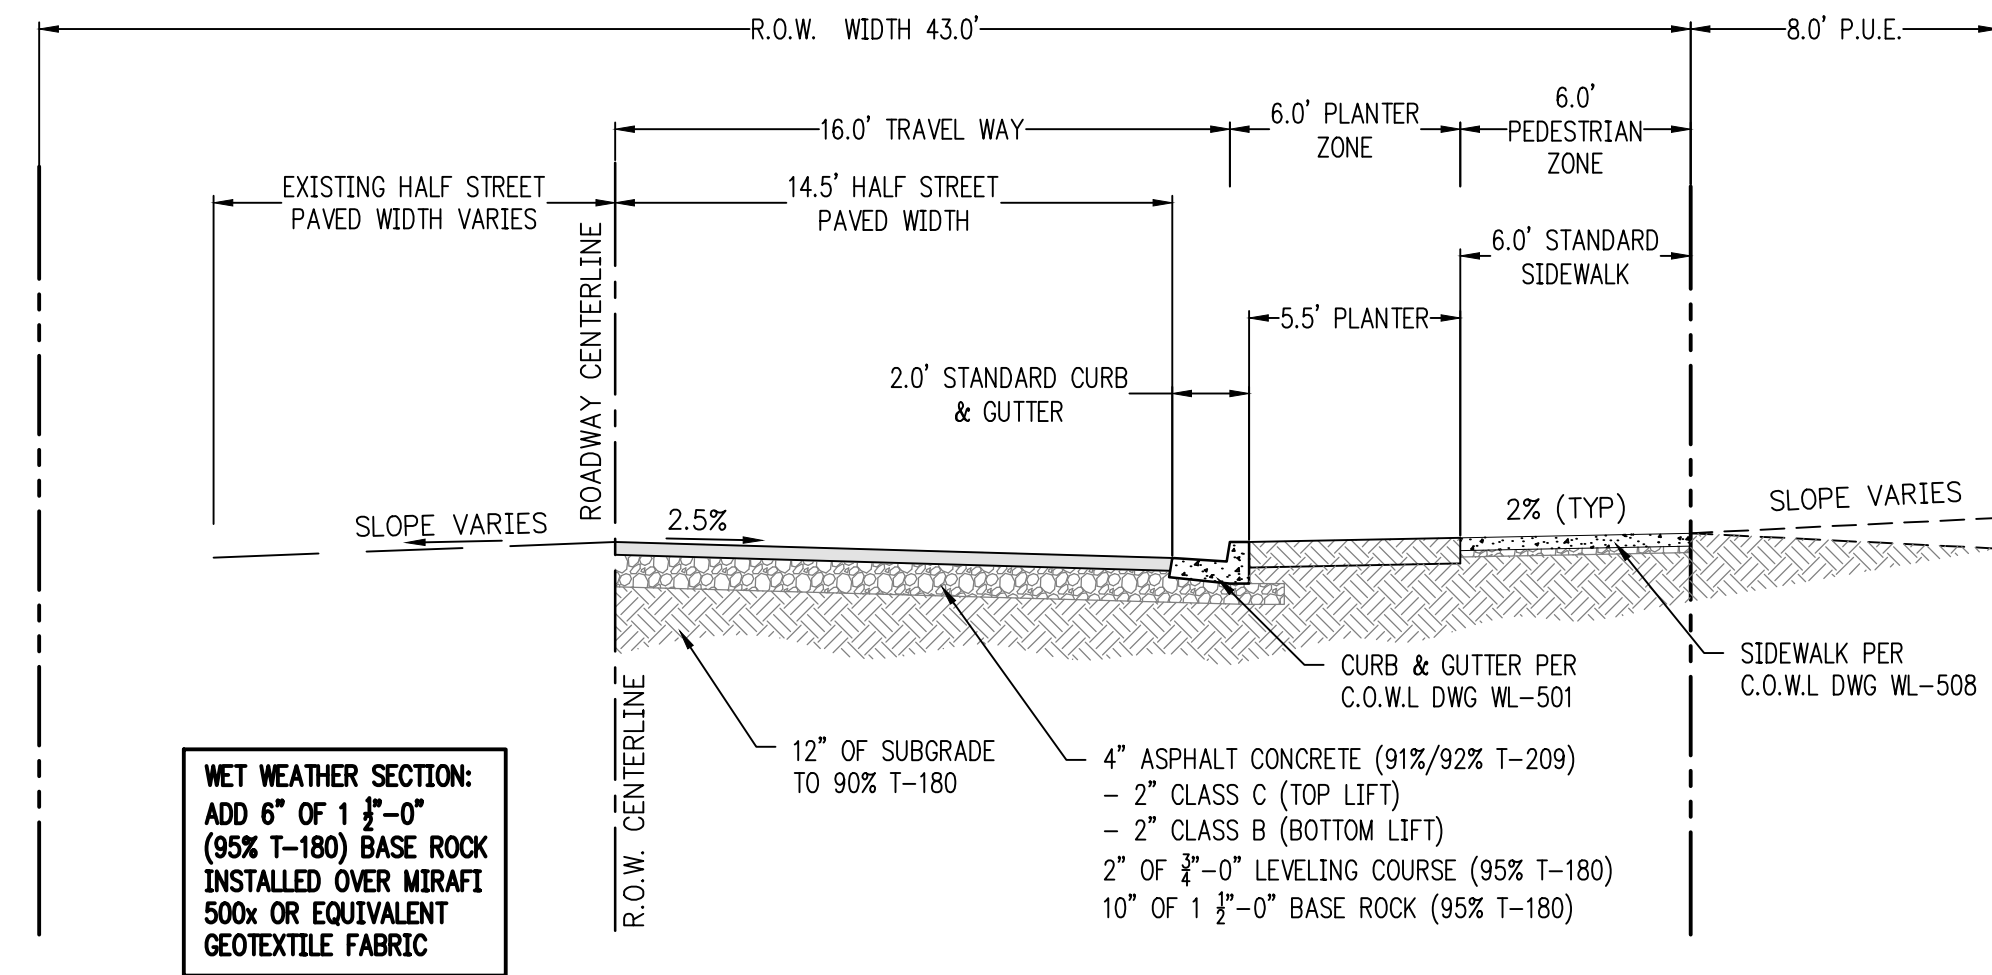 R.O.W. WIDTH 43.0'
8.0' P.U.E.
16.0' TRAVEL WAY
6.0' PLANTER
ZONE
6.0'
PEDESTRIAN
ZONE
EXISTING HALF STREET
PAVED WIDTH VARIES
14.5' HALF STREET
PAVED WIDTH
6.0' STANDARD
SIDEWALK
ROADWAY CENTERLINE
5.5' PLANTER
2.0' STANDARD CURB
& GUTTER
SLOPE VARIES
2.5%
2% (TYP)
SLOPE VARIES
CURB & GUTTER PER
C.O.W.L DWG WL-501
SIDEWALK PER
C.O.W.L DWG WL-508
R.O.W. CENTERLINE
12" OF SUBGRADE
TO 90% T-180
4" ASPHALT CONCRETE (91%/92% T-209)
- 2" CLASS C (TOP LIFT)
- 2" CLASS B (BOTTOM LIFT)
2" OF 3/4"-0" LEVELING COURSE (95% T-180)
10" OF 1 1/2"-0" BASE ROCK (95% T-180)
WET WEATHER SECTION:
ADD 6" OF 1 1/2"-0"
(95% T-180) BASE ROCK
INSTALLED OVER MIRAFI
500x OR EQUIVALENT
GEOTEXTILE FABRIC